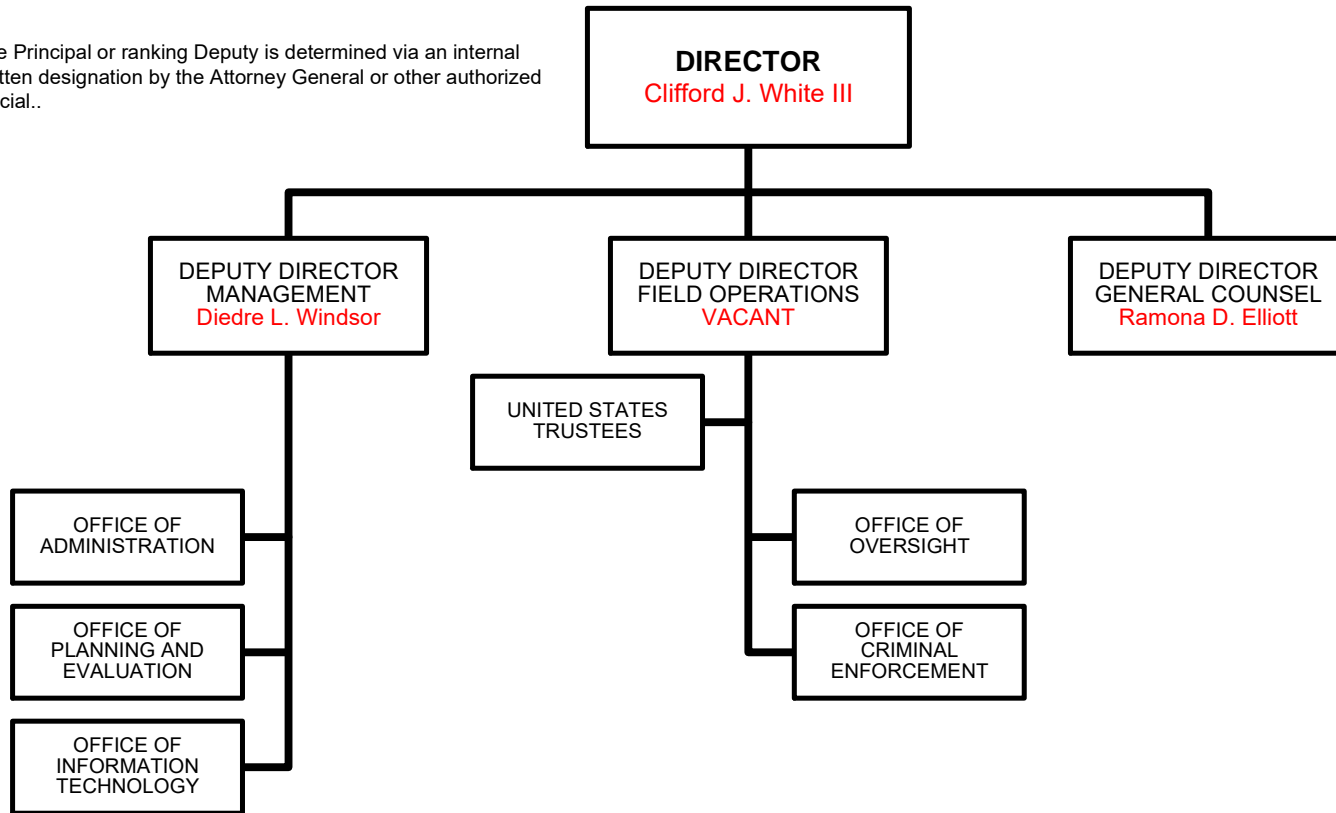 e Principal or ranking Deputy is determined via an internal
tten designation by the Attorney General or other authorized
cial..
DIRECTOR
Clifford J. White III
DEPUTY DIRECTOR
MANAGEMENT
Diedre L. Windsor
DEPUTY DIRECTOR
FIELD OPERATIONS
VACANT
DEPUTY DIRECTOR
GENERAL COUNSEL
Ramona D. Elliott
UNITED STATES
TRUSTEES
OFFICE OF
ADMINISTRATION
OFFICE OF
OVERSIGHT
OFFICE OF
PLANNING AND
EVALUATION
OFFICE OF
CRIMINAL
ENFORCEMENT
OFFICE OF
INFORMATION
TECHNOLOGY